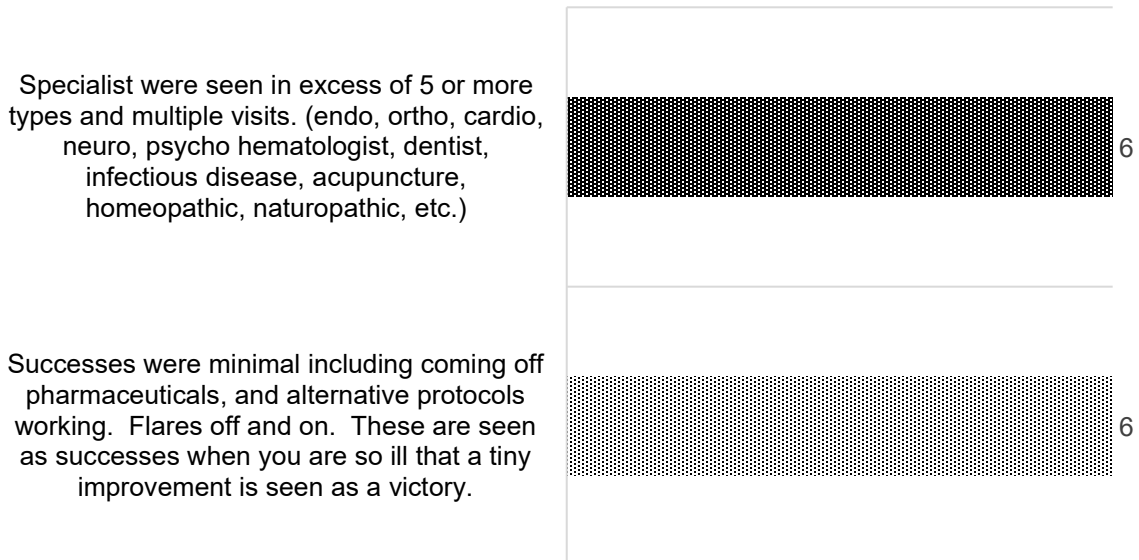 Specialist were seen in excess of 5 or more
types and multiple visits. (endo, ortho, cardio,
neuro, psycho hematologist, dentist,
infectious disease, acupuncture,
homeopathic, naturopathic, etc.)
6
Successes were minimal including coming off
pharmaceuticals, and alternative protocols
working.  Flares off and on.  These are seen
as successes when you are so ill that a tiny
improvement is seen as a victory.
6